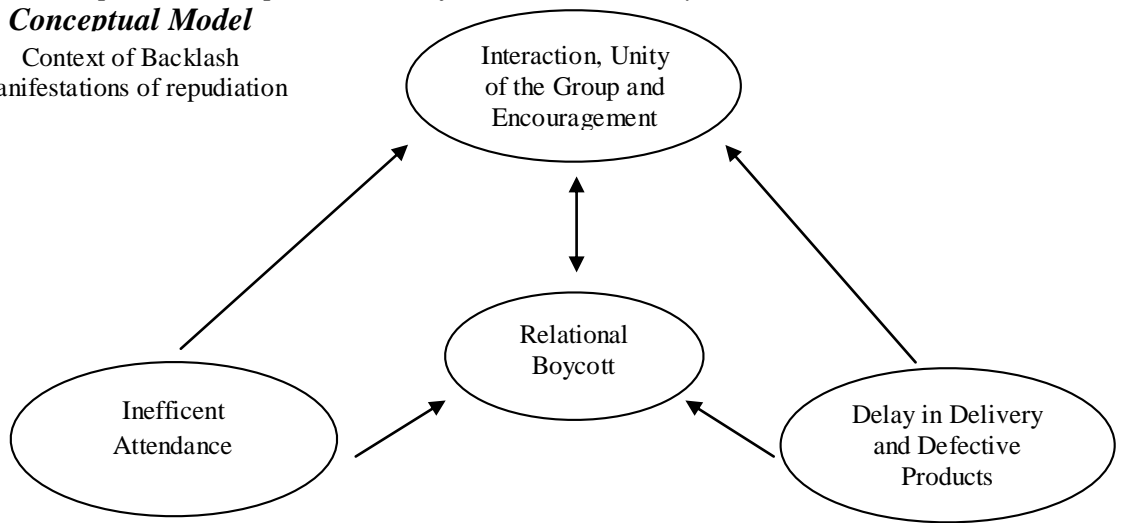 Conceptual Model
Context of Backlash
anifestations of repudiation
Interaction, Unity
of the Group and
Encouragement
Relational
Boycott
Inefficent
Attendance
Delay in Delivery
and Defective
Products